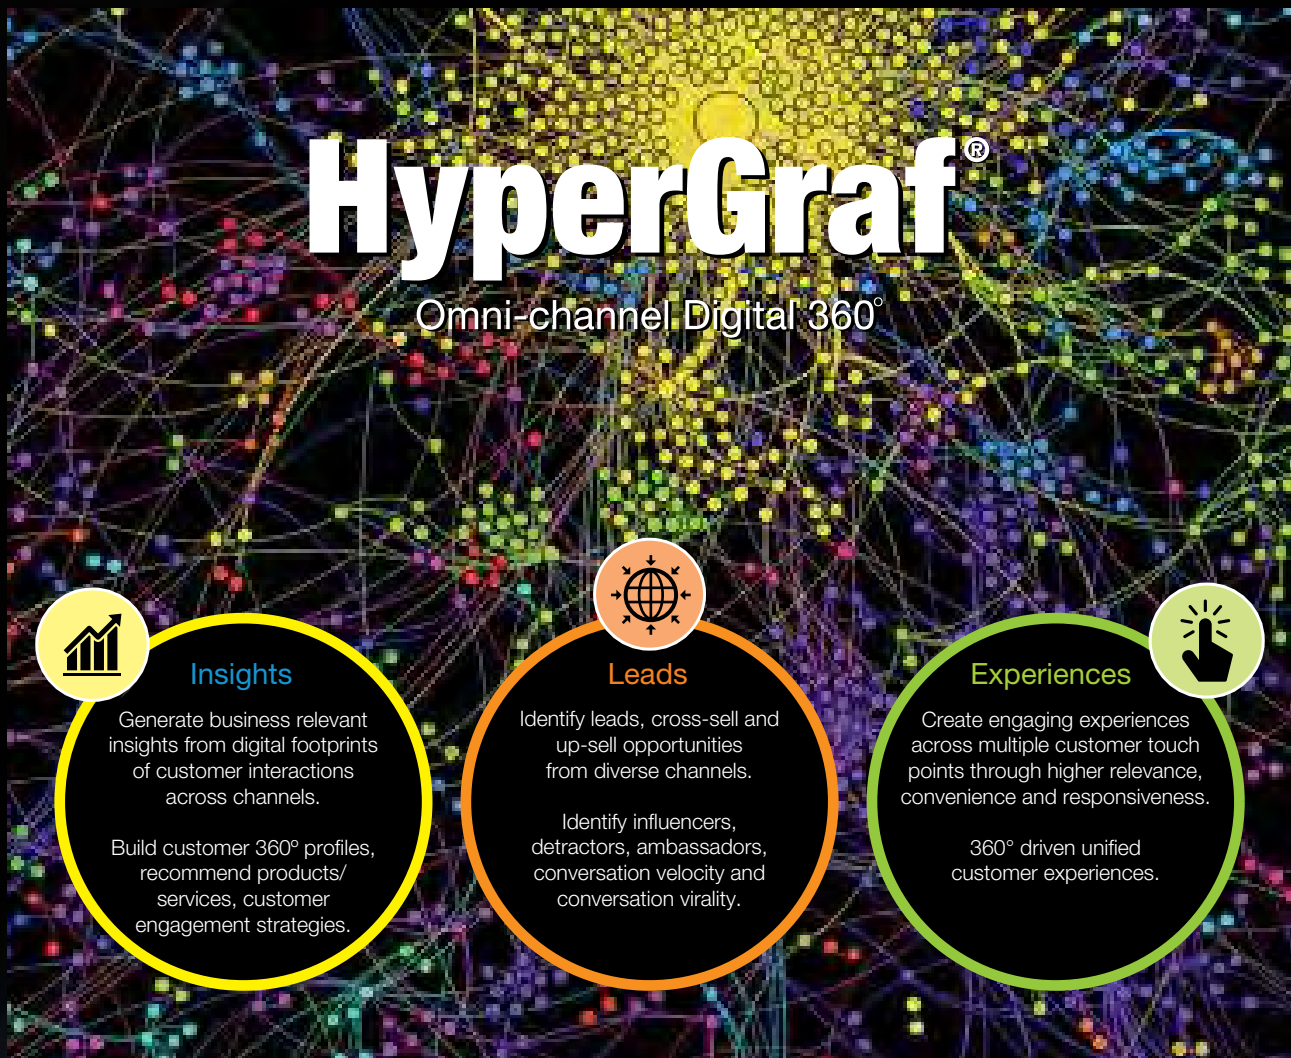 HyperGraf®
Omni-channel Digital 360°
Insights
Generate business relevant
insights from digital footprints
of customer interactions
across channels.
Build customer 360º profiles,
recommend products/
services, customer
engagement strategies.
Leads
Identify leads, cross-sell and
up-sell opportunities
from diverse channels.
Identify influencers,
detractors, ambassadors,
conversation velocity and
conversation virality.
Experiences
Create engaging experiences
across multiple customer touch
points through higher relevance,
convenience and responsiveness.
360° driven unified
customer experiences.